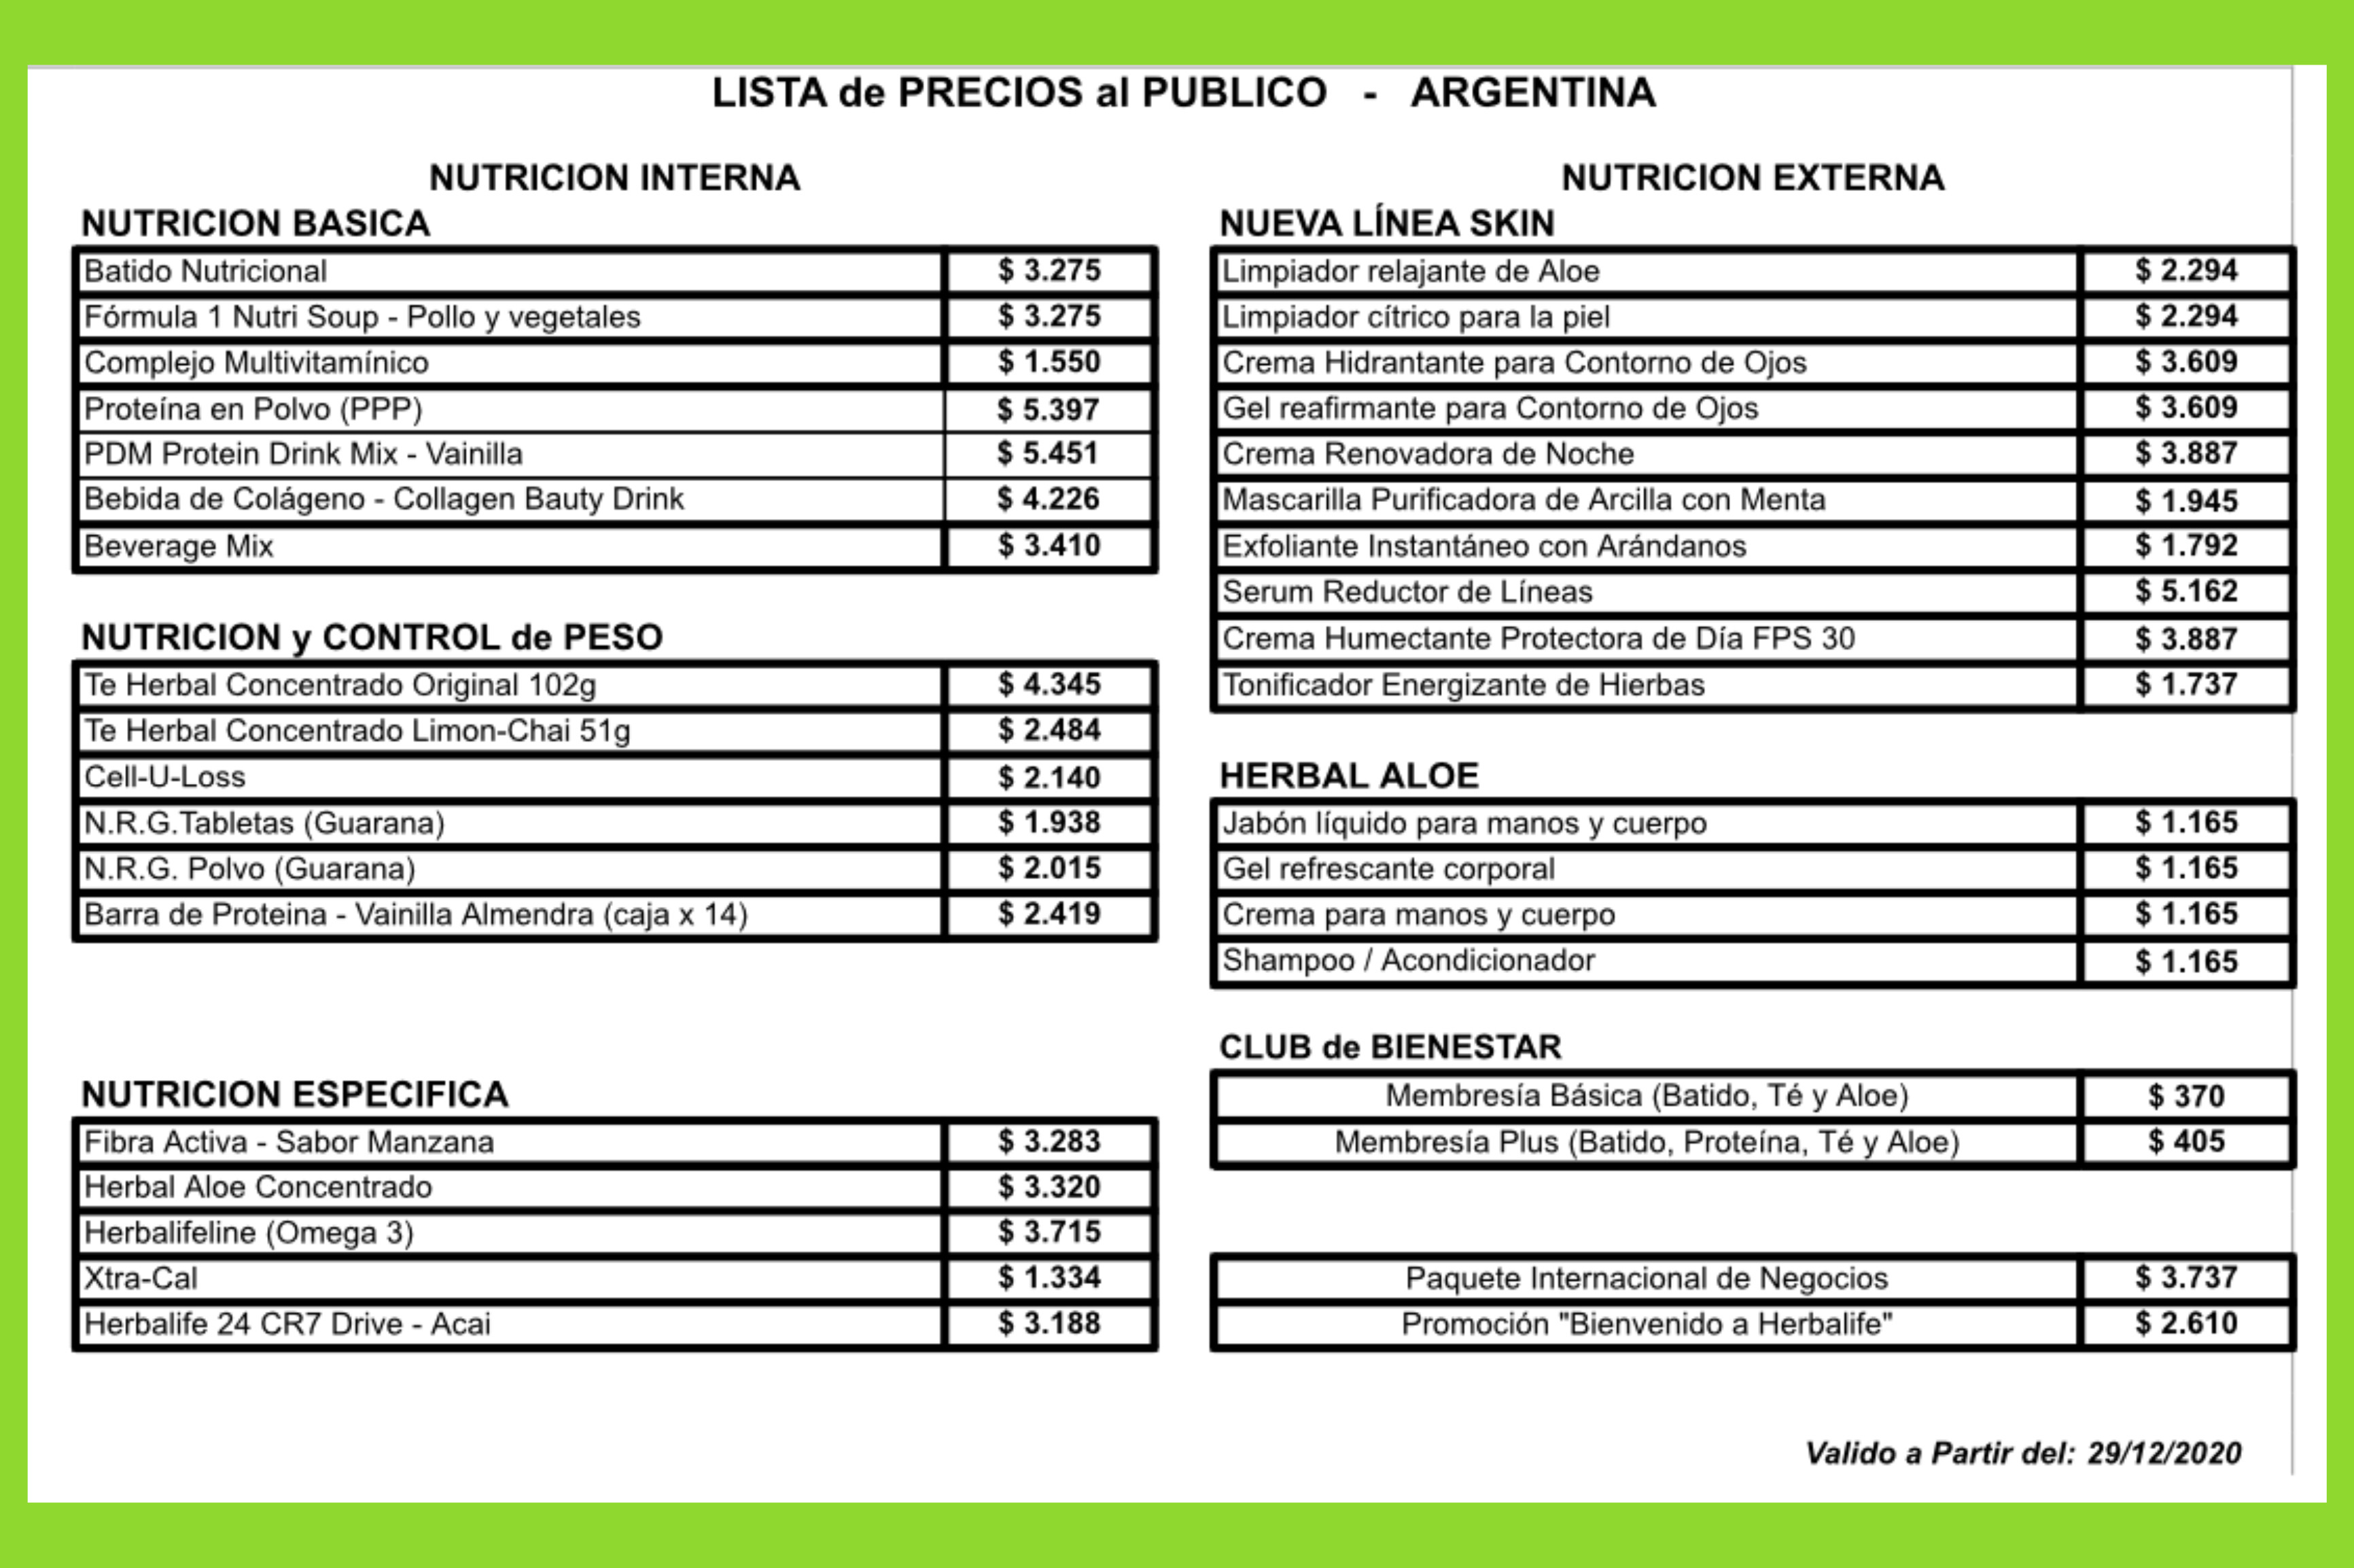 LISTA de PRECIOS al PUBLICO - ARGENTINA
NUTRICION INTERNA
NUTRICION BASICA
Batido Nutricional $ 3.275
Fórmula 1 Nutri Soup - Pollo y vegetales $ 3.275
Complejo Multivitamínico $ 1.550
Proteína en Polvo (PPP) $ 5.397
PDM Protein Drink Mix - Vainilla $ 5.451
Bebida de Colágeno - Collagen Bauty Drink $ 4.226
Beverage Mix $ 3.410
NUTRICION y CONTROL de PESO
Te Herbal Concentrado Original 102g $ 4.345
Te Herbal Concentrado Limon-Chai 51g $ 2.484
Cell-U-Loss $ 2.140
N.R.G.Tabletas (Guarana) $ 1.938
N.R.G. Polvo (Guarana) $ 2.015
Barra de Proteina - Vainilla Almendra (caja x 14) $ 2.419
NUTRICION ESPECIFICA
Fibra Activa - Sabor Manzana $ 3.283
Herbal Aloe Concentrado $ 3.320
Herbalifeline (Omega 3) $ 3.715
Xtra-Cal $ 1.334
Herbalife 24 CR7 Drive - Acai $ 3.188
NUTRICION EXTERNA
NUEVA LÍNEA SKIN
Limpiador relajante de Aloe $ 2.294
Limpiador cítrico para la piel $ 2.294
Crema Hidrantante para Contorno de Ojos $ 3.609
Gel reafirmante para Contorno de Ojos $ 3.609
Crema Renovadora de Noche $ 3.887
Mascarilla Purificadora de Arcilla con Menta $ 1.945
Exfoliante Instantáneo con Arándanos $ 1.792
Serum Reductor de Líneas $ 5.162
Crema Humectante Protectora de Día FPS 30 $ 3.887
Tonificador Energizante de Hierbas $ 1.737
HERBAL ALOE
Jabón líquido para manos y cuerpo $ 1.165
Gel refrescante corporal $ 1.165
Crema para manos y cuerpo $ 1.165
Shampoo / Acondicionador $ 1.165
CLUB de BIENESTAR
Membresía Básica (Batido, Té y Aloe) $ 370
Membresía Plus (Batido, Proteína, Té y Aloe) $ 405
Paquete Internacional de Negocios $ 3.737
Promoción "Bienvenido a Herbalife" $ 2.610
Valido a Partir del: 29/12/2020